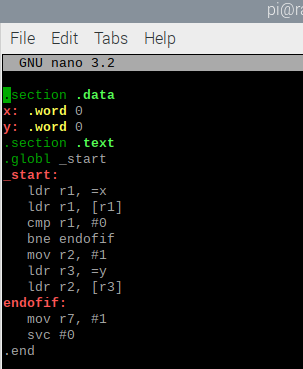 pi@ra
File Edit Tabs Help
GNU nano 3.2
.section .data
x: .word 0
y: .word 0
.section .text
.globl _start
_start:
ldr r1, =x
ldr r1, [r1]
cmp r1, #0
bne endofif
mov r2, #1
ldr r3, =y
ldr r2, [r3]
endofif:
mov r7, #1
svc #0
.end